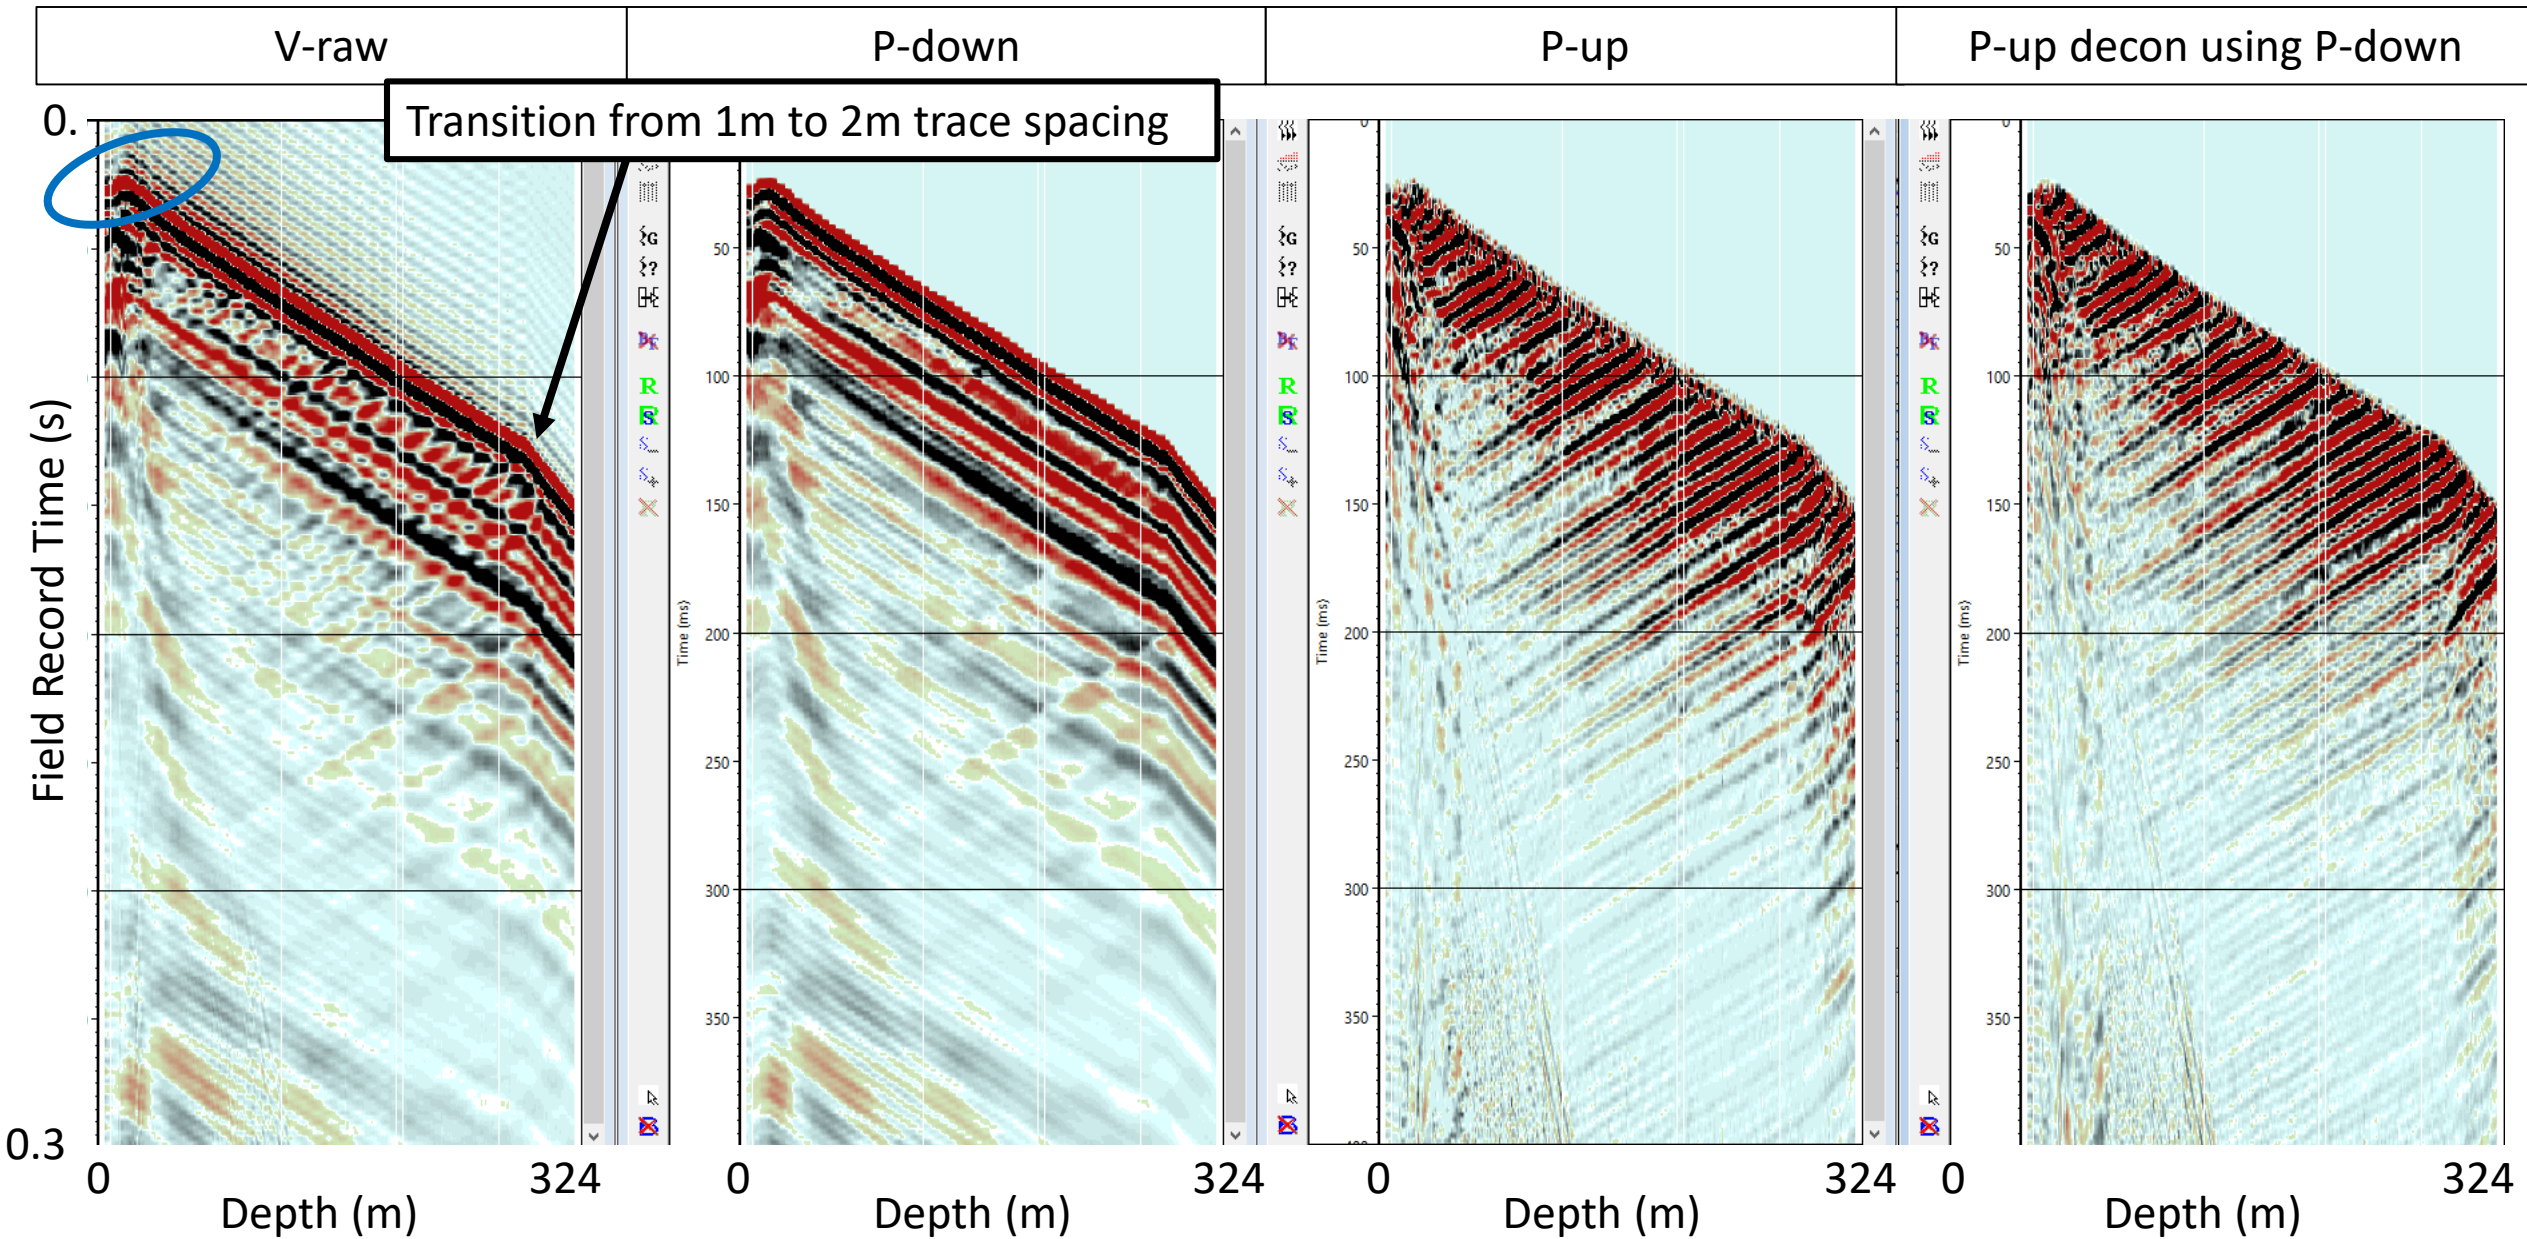 V-raw
P-down
P-up
P-up decon using P-down
Transition from 1m to 2m trace spacing
Field Record Time (s)
0.
0.3
0
324
Depth (m)
Time (ms)
50
100
150
200
250
300
350
G
?
R
S
0
324
Depth (m)
Time (ms)
0
50
100
150
200
250
300
350
G
?
R
S
0
324
Depth (m)
Time (ms)
0
50
100
150
200
250
300
350
G
?
R
S
0
324
Depth (m)